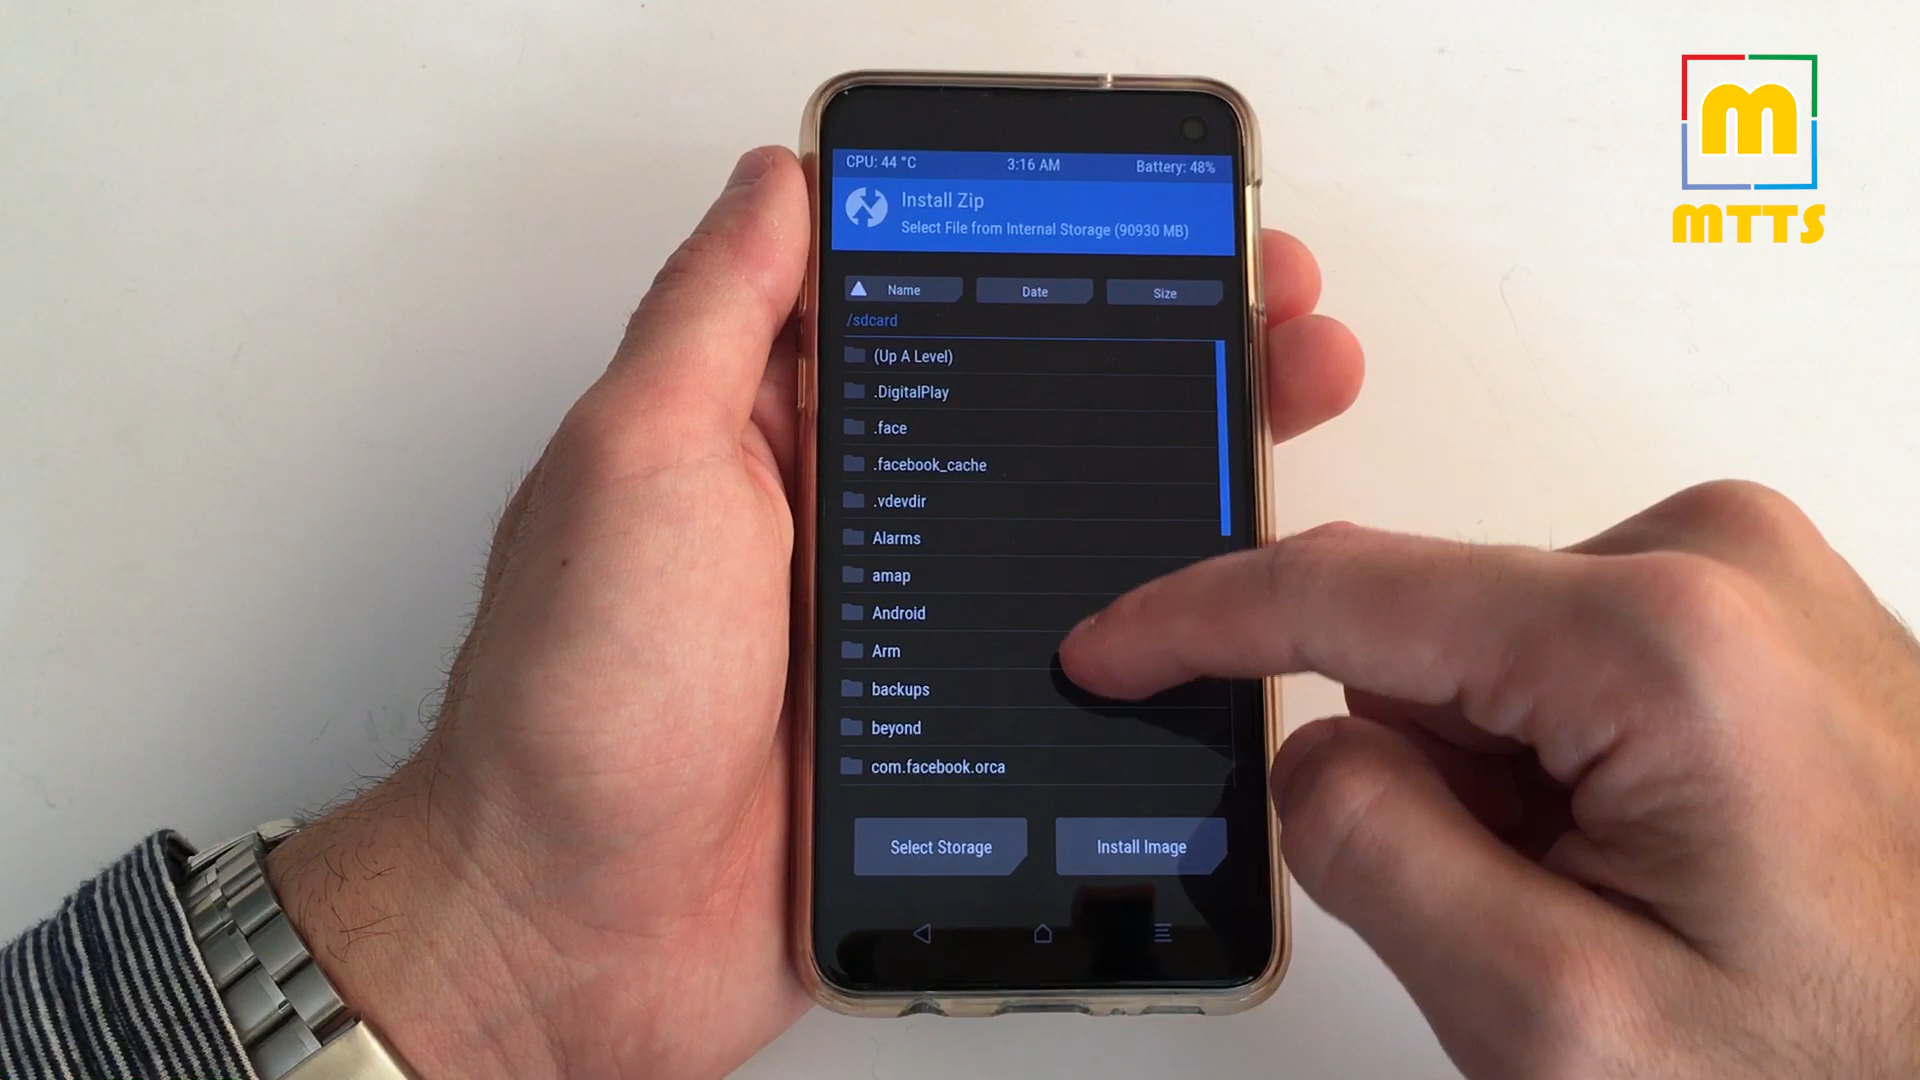 CPU: 44 °C 3:16 AM Battery: 48%
Install Zip
Select File from Internal Storage (90930 MB)
Name Date Size
/sdcard
(Up A Level)
.DigitalPlay
.face
.facebook_cache
.vdevdir
Alarms
amap
Android
Arm
backups
beyond
com.facebook.orca
Select Storage Install Image
m
MTTS